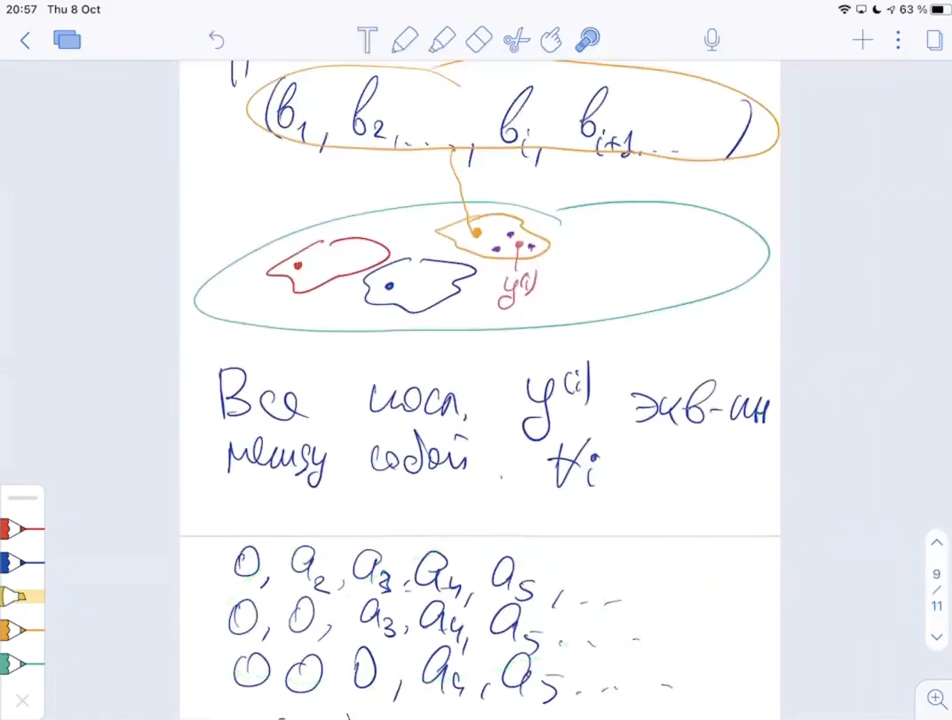 20:57 Thu 8 Oct 63 %
T
(b₁, b₂, ..., bᵢ, bᵢ₊₁ ... )
y⁽ⁱ⁾
Все посл. y⁽ⁱ⁾ экв-ин
между собой. ∀i
9
/
11
0, a₂, a₃, a₄, a₅, ...
0, 0, a₃, a₄, a₅ ...
0 0 0, a₄, a₅ ...